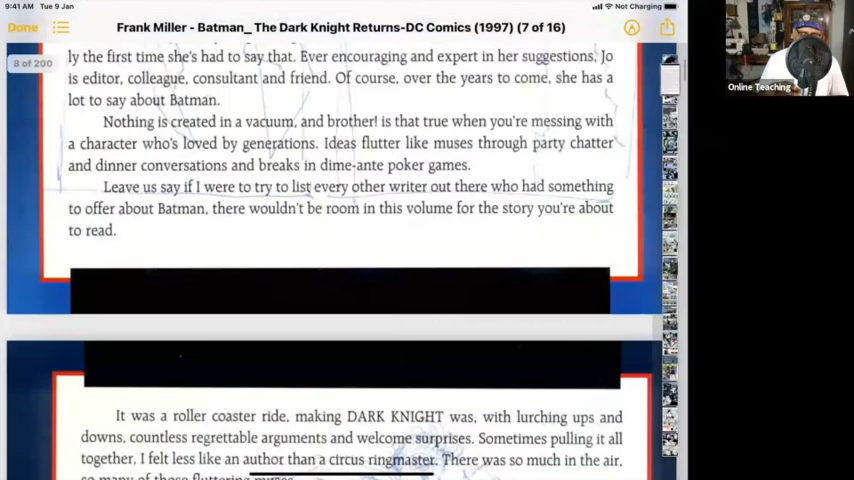 9:41 AM Tue 9 Jan
Not Charging
Done
Frank Miller - Batman_ The Dark Knight Returns-DC Comics (1997) (7 of 16)
8 of 200
ly the first time she's had to say that. Ever encouraging and expert in her suggestions, Jo
is editor, colleague, consultant and friend. Of course, over the years to come, she has a
lot to say about Batman.
Nothing is created in a vacuum, and brother! is that true when you're messing with
a character who's loved by generations. Ideas flutter like muses through party chatter
and dinner conversations and breaks in dime-ante poker games.
Leave us say if I were to try to list every other writer out there who had something
to offer about Batman, there wouldn't be room in this volume for the story you're about
to read.
It was a roller coaster ride, making DARK KNIGHT was, with lurching ups and
downs, countless regrettable arguments and welcome surprises. Sometimes pulling it all
together, I felt less like an author than a circus ringmaster. There was so much in the air,
so many of those fluttering muses
Online Teaching